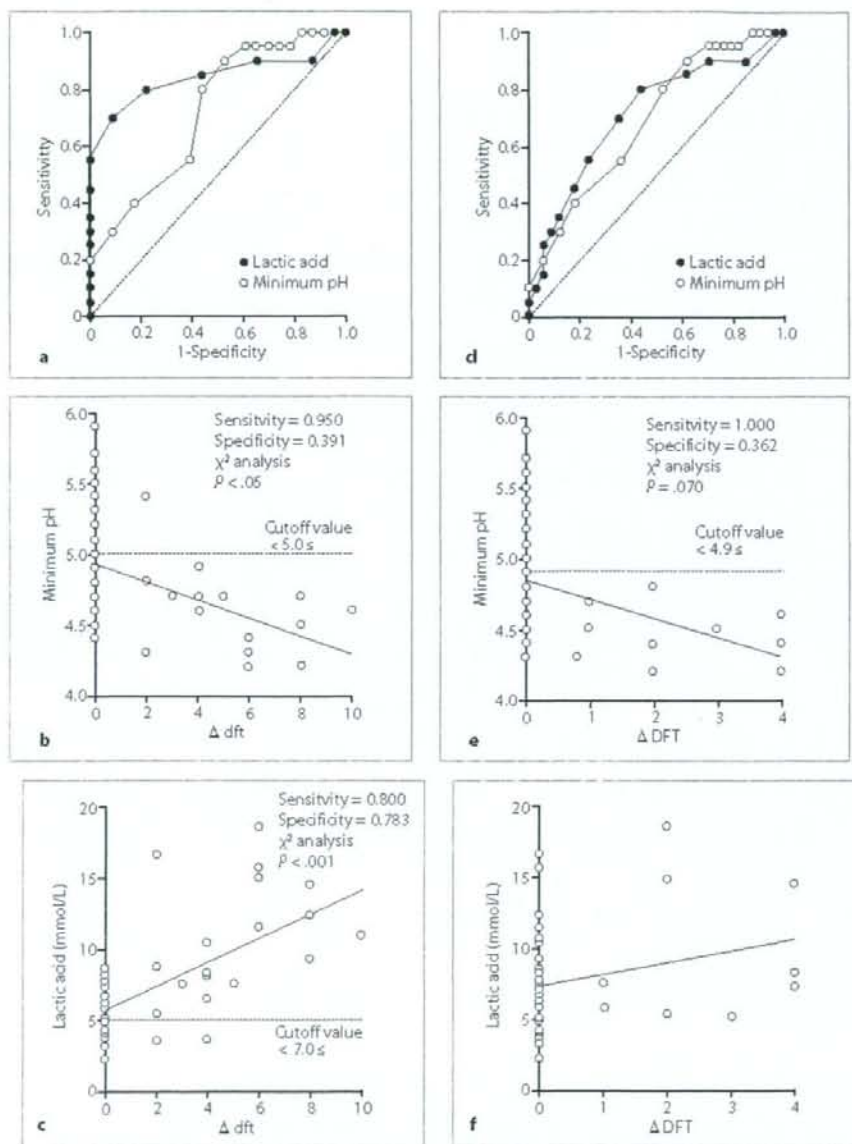 1.0
0.8
0.6
0.4
0.2
0
Sensitivitty
Lactic acid
Minimum pH
0 0.2 0.4 0.6 0.8 1.0
1-Specificity
a
1.0
0.8
0.6
0.4
0.2
0
Sensitivity
Lactic acid
Minimum pH
0 0.2 0.4 0.6 0.8 1.0
1-Specificity
d
6.0
5.5
5.0
4.5
4.0
Minimum pH
Sensitvity = 0.950
Specificity = 0.391
χ² analysis
P < .05
Cutoff value
< 5.0 ≤
0 2 4 6 8 10
Δ dft
b
6.0
5.5
5.0
4.5
4.0
Minimum pH
Sensitvity = 1.000
Specificity = 0.362
χ² analysis
P = .070
Cutoff value
< 4.9 ≤
0 1 2 3 4
Δ DFT
e
20
15
10
5
0
Lactic acid (mmol/L)
Sensitvity = 0.800
Specificity = 0.783
χ² analysis
P < .001
Cutoff value
< 7.0 ≤
0 2 4 6 8 10
Δ dft
c
20
15
10
5
0
Lactic acid (mmol/L)
0 1 2 3 4
Δ DFT
f